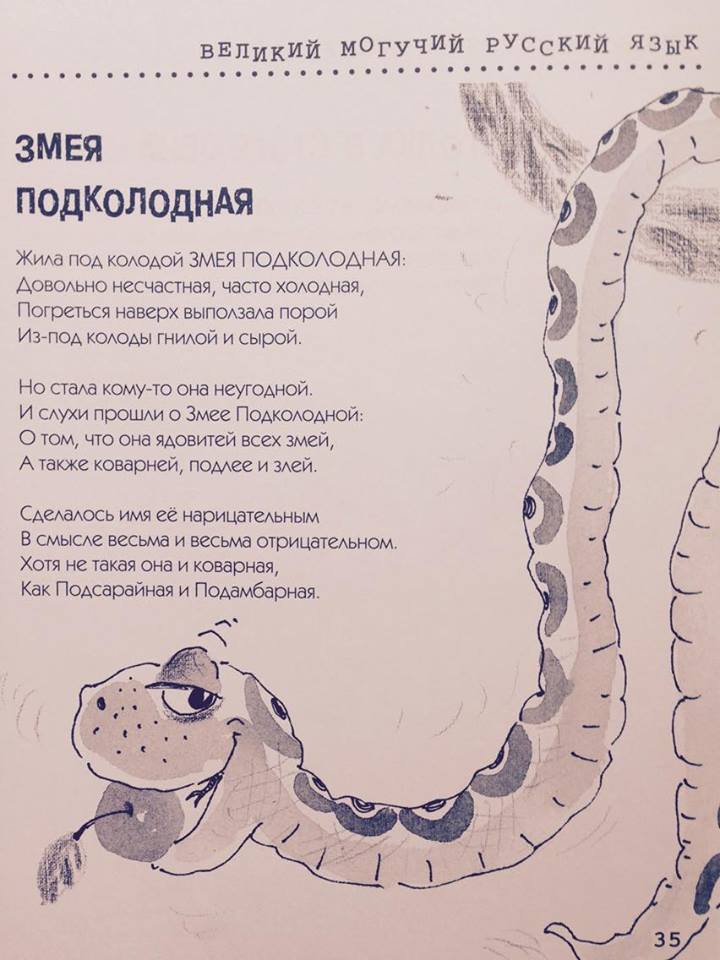 ВЕЛИКИЙ МОГУЧИЙ РУССКИЙ ЯЗЫК
ЗМЕЯ
ПОДКОЛОДНАЯ
Жила под колодой ЗМЕЯ ПОДКОЛОДНАЯ:
Довольно несчастная, часто холодная,
Погреться наверх выползала порой
Из-под колоды гнилой и сырой.
Но стала кому-то она неугодной.
И слухи прошли о Змее Подколодной:
О том, что она ядовитей всех змей,
А также коварней, подлее и злей.
Сделалось имя её нарицательным
В смысле весьма и весьма отрицательном.
Хотя не такая она и коварная,
Как Подсарайная и Подамбарная.
35